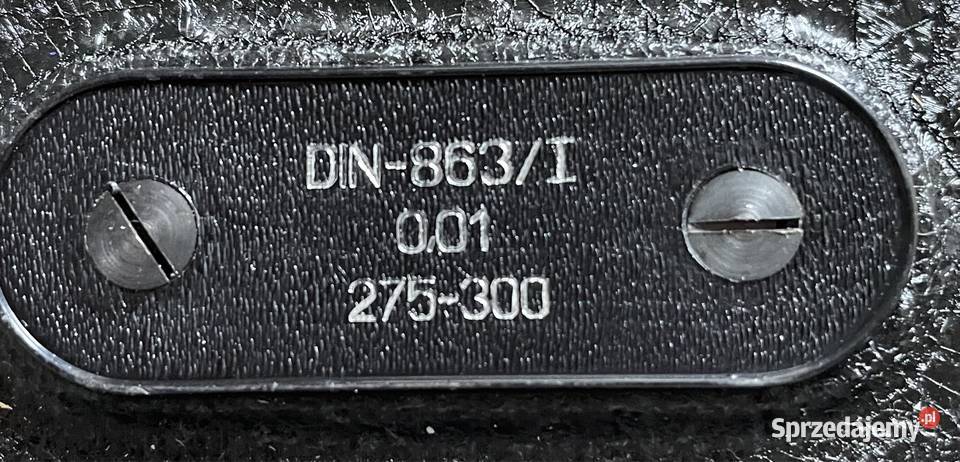 DIN-863/I
0,01
275-300
Sprzedajemy.pl